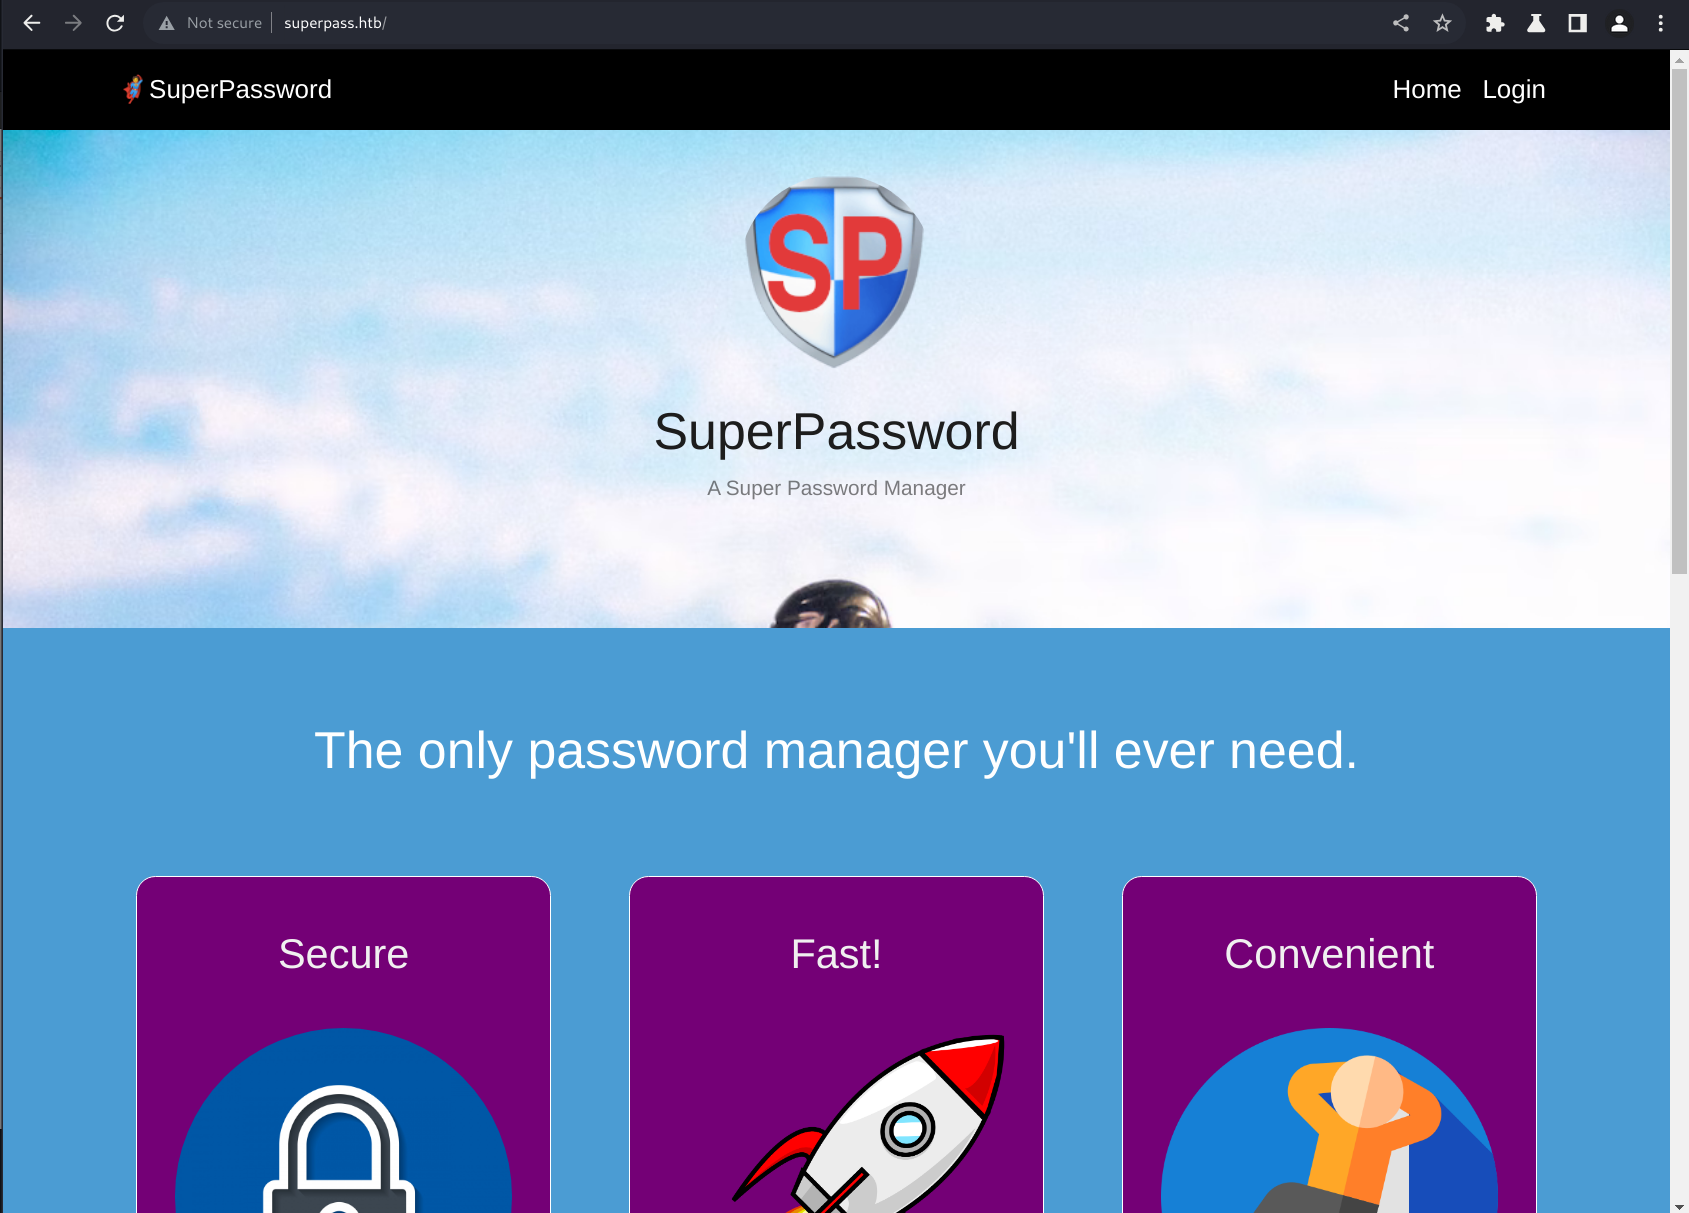 Not secure superpass.htb/
SuperPassword
Home Login
SP
SuperPassword
A Super Password Manager
The only password manager you'll ever need.
Secure
Fast!
Convenient